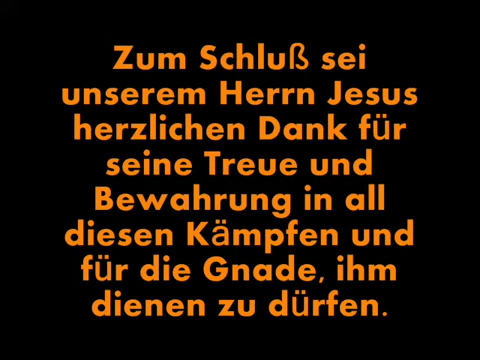 Zum Schluß sei
unserem Herrn Jesus
herzlichen Dank für
seine Treue und
Bewahrung in all
diesen Kämpfen und
für die Gnade, ihm
dienen zu dürfen.